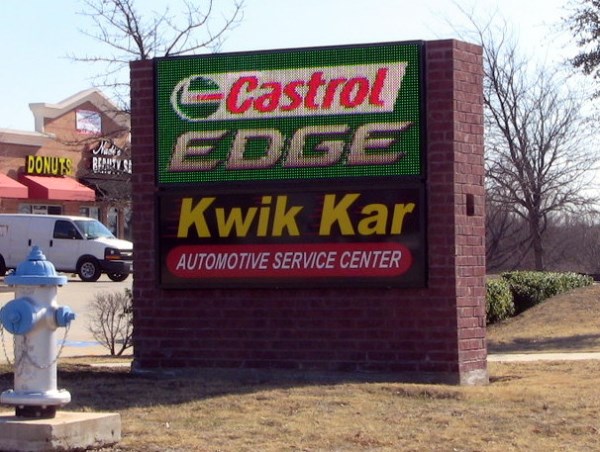 Castrol
EDGE
Kwik Kar
AUTOMOTIVE SERVICE CENTER
DONUTS